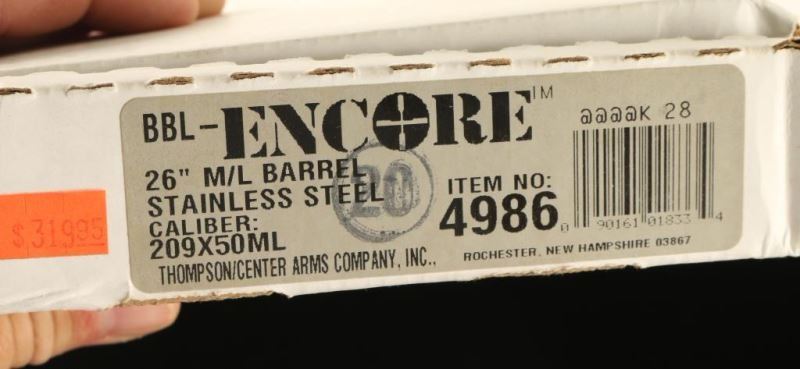 @@@@K 28
BBL-ENCORE™
26" M/L BARREL
STAINLESS STEEL
CALIBER:
209X50ML
20
ITEM NO:
4986
0 90161 01833 4
THOMPSON/CENTER ARMS COMPANY, INC.,
ROCHESTER, NEW HAMPSHIRE 03867
$319.95